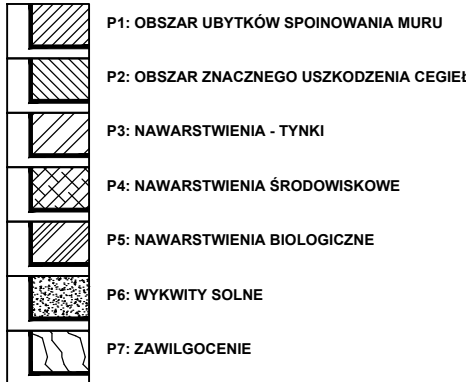 P1: OBSZAR UBYTKÓW SPOINOWANIA MURU
P2: OBSZAR ZNACZNEGO USZKODZENIA CEGIEŁ
P3: NAWARSTWIENIA - TYNKI
P4: NAWARSTWIENIA ŚRODOWISKOWE
P5: NAWARSTWIENIA BIOLOGICZNE
P6: WYKWITY SOLNE
P7: ZAWILGOCENIE